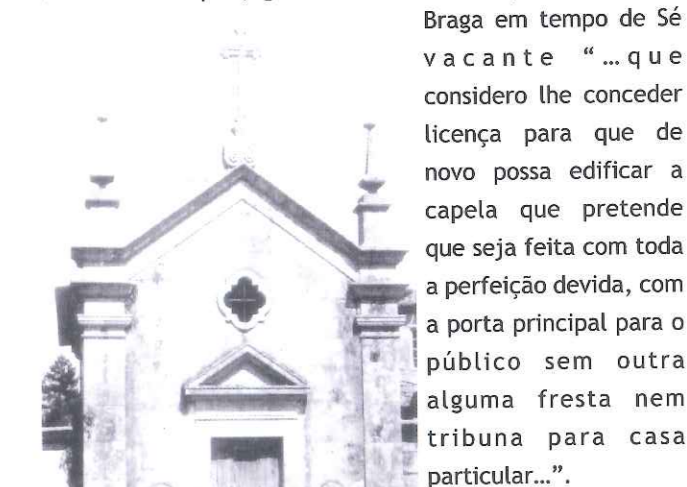 Braga em tempo de Sé
vacante “...que
considero lhe conceder
licença para que de
novo possa edificar a
capela que pretende
que seja feita com toda
a perfeição devida, com
a porta principal para o
público sem outra
alguma fresta nem
tribuna para casa
particular...”.